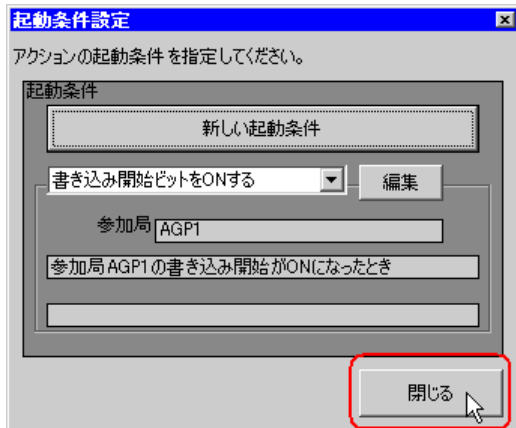 起動条件設定
アクションの起動条件を指定してください。
起動条件
新しい起動条件
書き込み開始ビットをONする
編集
参加局 AGP1
参加局AGP1の書き込み開始がONになったとき
閉じる